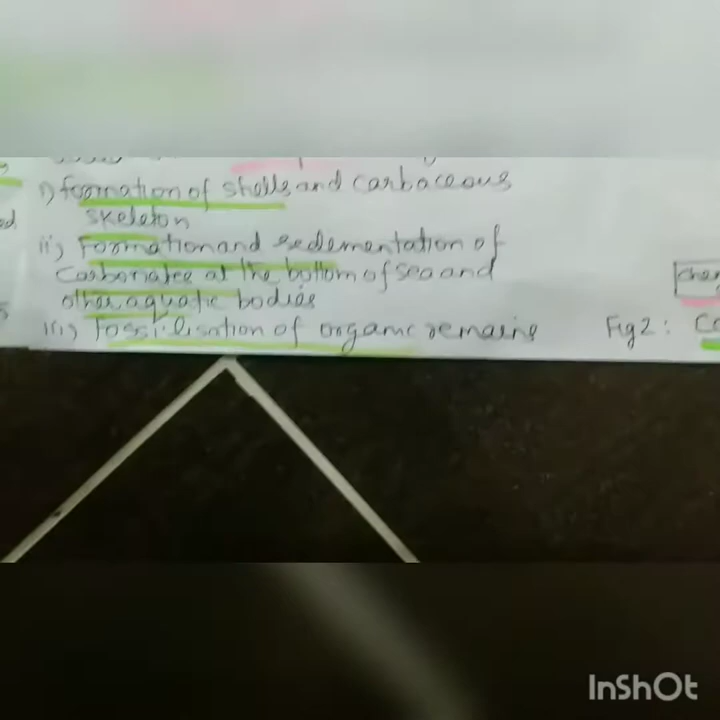 i) formation of shells and carbaceous
skeleton
ii) Formation and sedementation of
Carbonates at the bottom of sea and
other aquatic bodies
iii) Fossilisation of organic remains
Fig 2:
InShOt